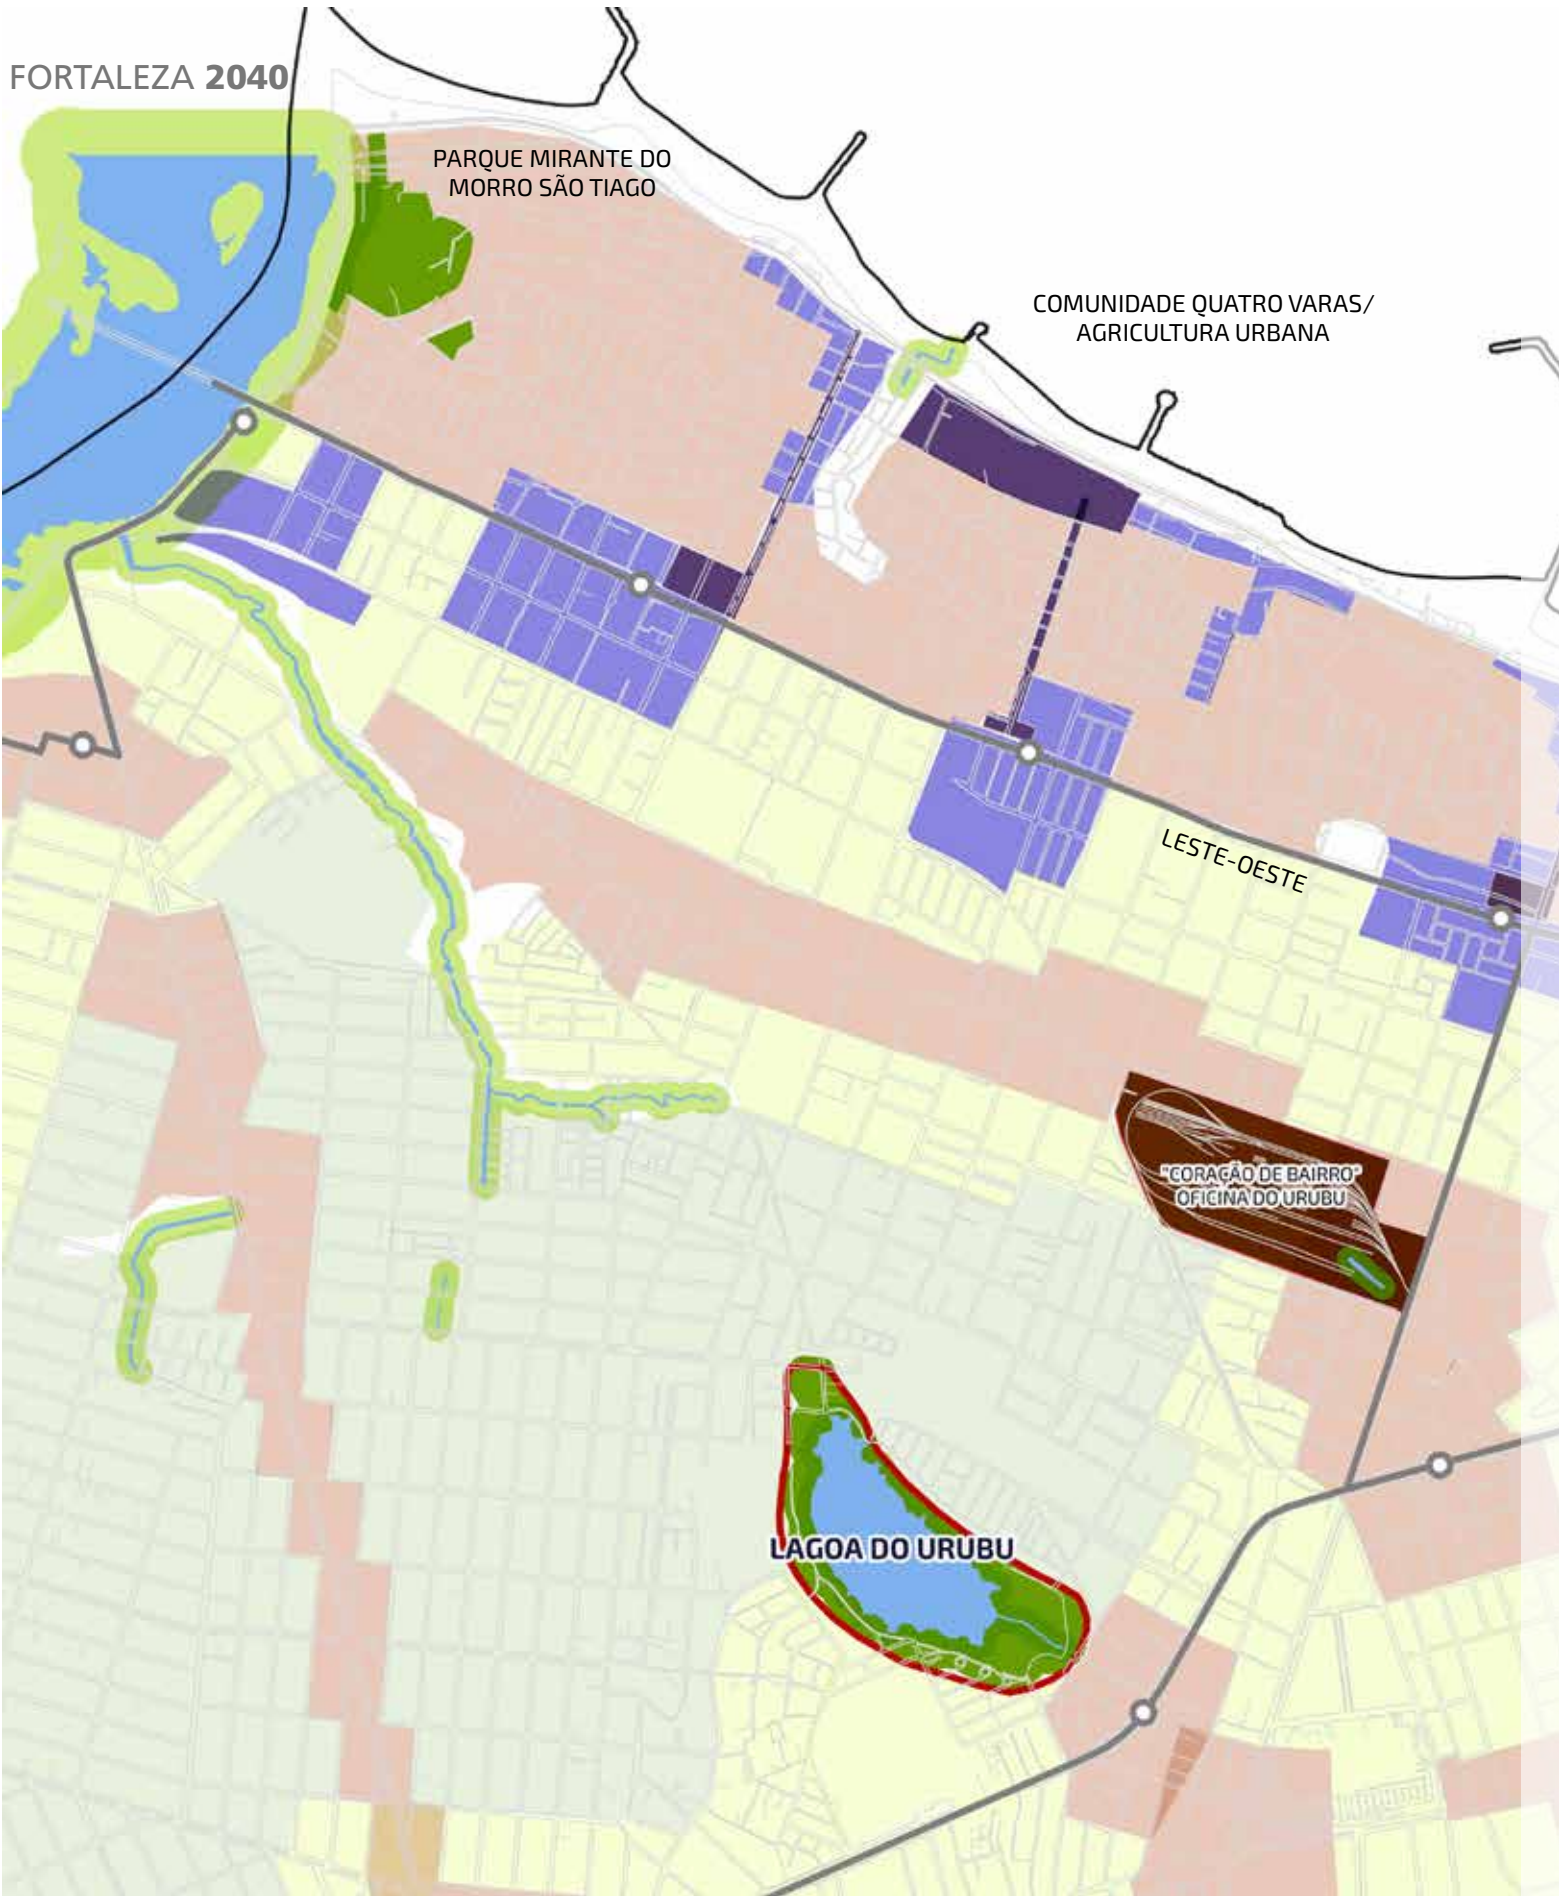 FORTALEZA 2040
PARQUE MIRANTE DO
MORRO SÃO TIAGO
COMUNIDADE QUATRO VARAS/
AGRICULTURA URBANA
LESTE-OESTE
"CORAÇÃO DE BAIRRO"
OFICINA DO URUBU
LAGOA DO URUBU